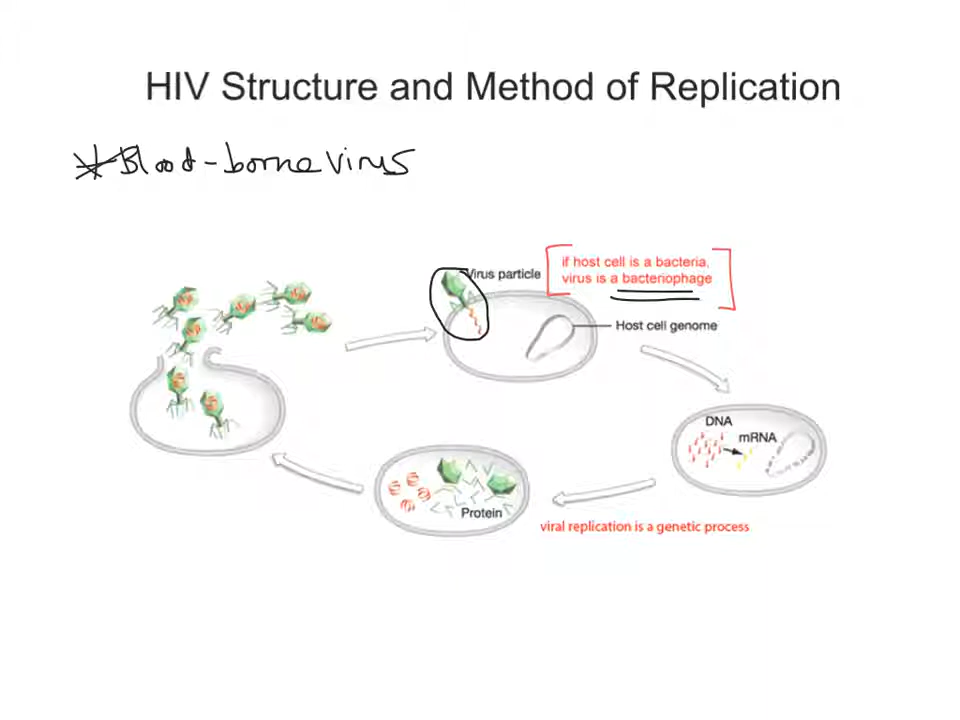 HIV Structure and Method of Replication
*Blood-borne virus
Virus particle
if host cell is a bacteria,
virus is a bacteriophage
Host cell genome
DNA
mRNA
Protein
viral replication is a genetic process